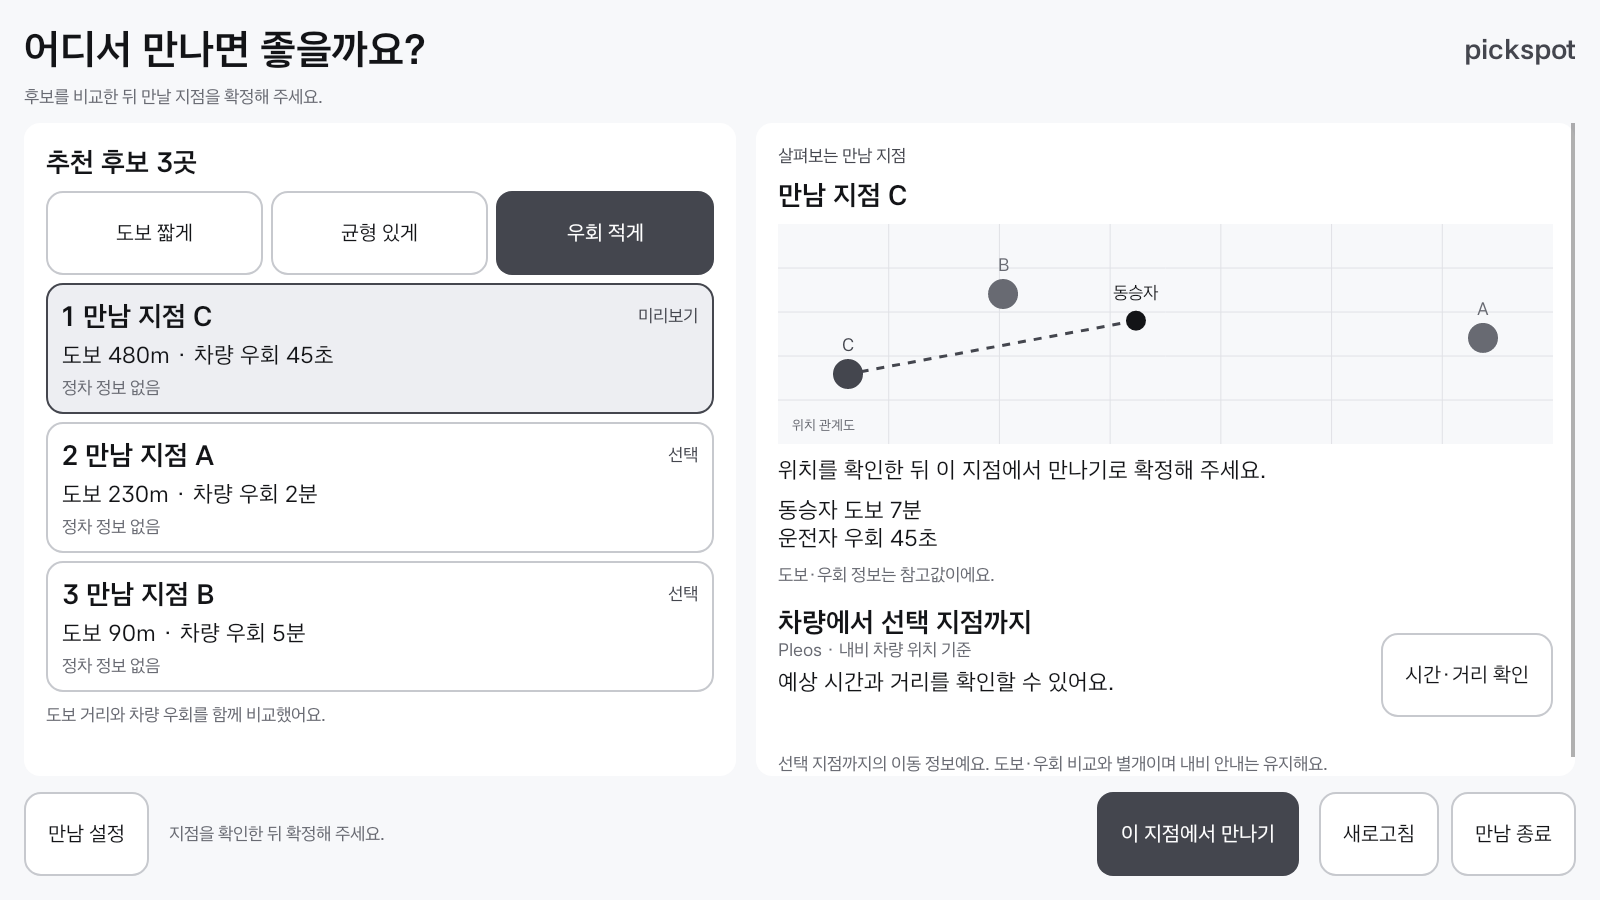 어디서 만나면 좋을까요?
pickspot
후보를 비교한 뒤 만날 지점을 확정해 주세요.
추천 후보 3곳
도보 짧게
균형 있게
우회 적게
1 만남 지점 C
미리보기
도보 480m · 차량 우회 45초
정차 정보 없음
2 만남 지점 A
선택
도보 230m · 차량 우회 2분
정차 정보 없음
3 만남 지점 B
선택
도보 90m · 차량 우회 5분
정차 정보 없음
도보 거리와 차량 우회를 함께 비교했어요.
살펴보는 만남 지점
만남 지점 C
B
동승자
A
C
위치 관계도
위치를 확인한 뒤 이 지점에서 만나기로 확정해 주세요.
동승자 도보 7분
운전자 우회 45초
도보·우회 정보는 참고값이에요.
차량에서 선택 지점까지
Pleos · 내비 차량 위치 기준
예상 시간과 거리를 확인할 수 있어요.
시간·거리 확인
선택 지점까지의 이동 정보예요. 도보·우회 비교와 별개이며 내비 안내는 유지해요.
만남 설정
지점을 확인한 뒤 확정해 주세요.
이 지점에서 만나기
새로고침
만남 종료